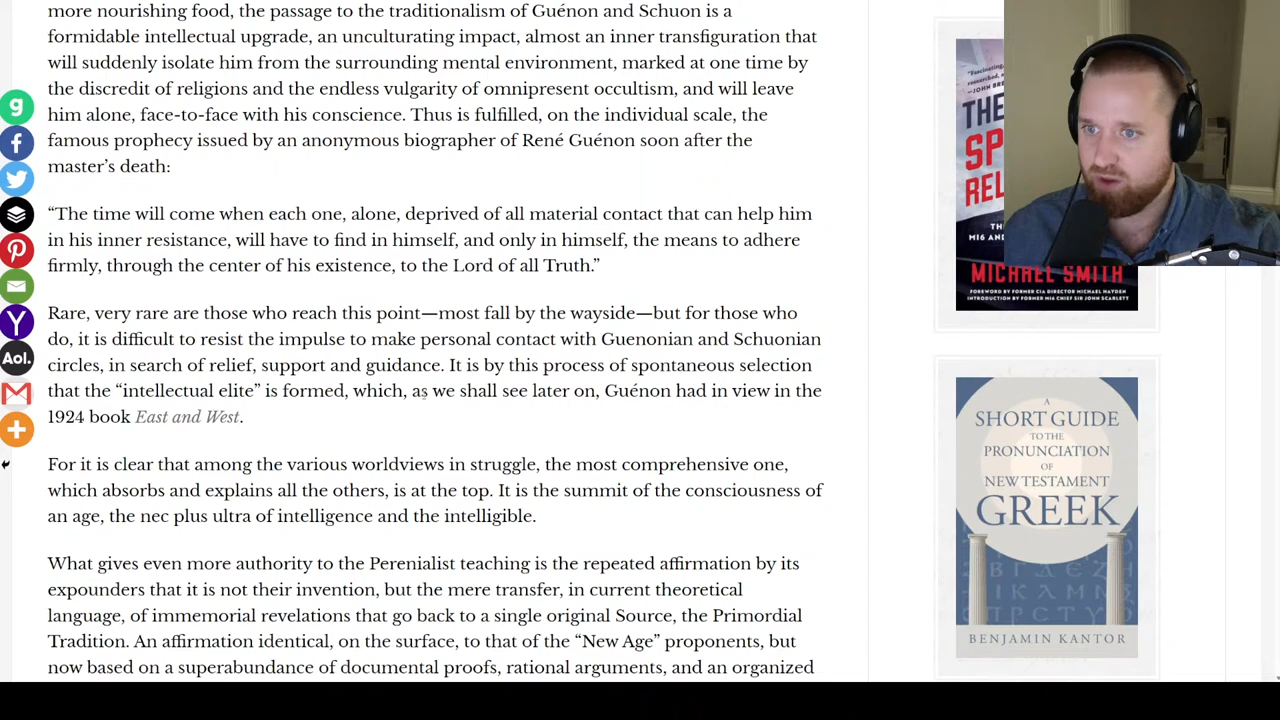 more nourishing food, the passage to the traditionalism of Guénon and Schuon is a
formidable intellectual upgrade, an unculturating impact, almost an inner transfiguration that
will suddenly isolate him from the surrounding mental environment, marked at one time by
the discredit of religions and the endless vulgarity of omnipresent occultism, and will leave
him alone, face-to-face with his conscience. Thus is fulfilled, on the individual scale, the
famous prophecy issued by an anonymous biographer of René Guénon soon after the
master’s death:
“The time will come when each one, alone, deprived of all material contact that can help him
in his inner resistance, will have to find in himself, and only in himself, the means to adhere
firmly, through the center of his existence, to the Lord of all Truth.”
Rare, very rare are those who reach this point—most fall by the wayside—but for those who
do, it is difficult to resist the impulse to make personal contact with Guenonian and Schuonian
circles, in search of relief, support and guidance. It is by this process of spontaneous selection
that the “intellectual elite” is formed, which, as we shall see later on, Guénon had in view in the
1924 book East and West.
For it is clear that among the various worldviews in struggle, the most comprehensive one,
which absorbs and explains all the others, is at the top. It is the summit of the consciousness of
an age, the nec plus ultra of intelligence and the intelligible.
What gives even more authority to the Perenialist teaching is the repeated affirmation by its
expounders that it is not their invention, but the mere transfer, in current theoretical
language, of immemorial revelations that go back to a single original Source, the Primordial
Tradition. An affirmation identical, on the surface, to that of the “New Age” proponents, but
now based on a superabundance of documental proofs, rational arguments, and an organized
Aol.
MICHAEL SMITH
FOREWORD BY FORMER CIA DIRECTOR MICHAEL HAYDEN
INTRODUCTION BY FORMER MI6 CHIEF SIR JOHN SCARLETT
A
SHORT GUIDE
TO THE
PRONUNCIATION
OF
NEW TESTAMENT
GREEK
BENJAMIN KANTOR